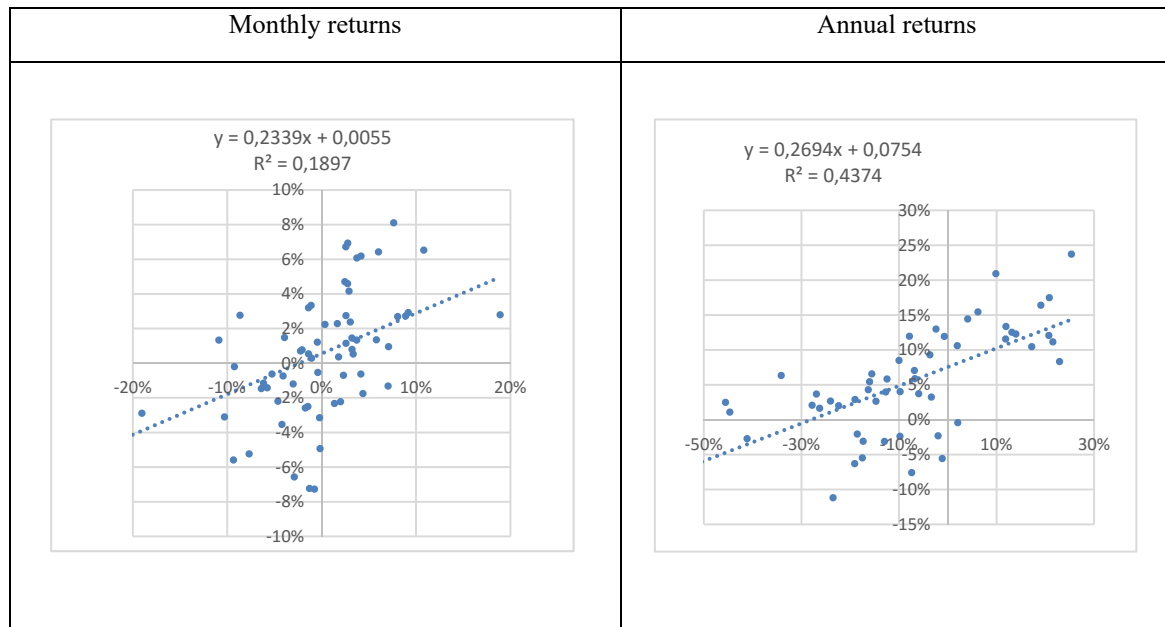 Monthly returns
Annual returns
y = 0,2339x + 0,0055
R² = 0,1897
10%
8%
6%
4%
2%
0%
-20% -10% 0% 10% 20%
-2%
-4%
-6%
-8%
-10%
y = 0,2694x + 0,0754
R² = 0,4374
30%
25%
20%
15%
10%
5%
0%
-50% -30% -10% 10% 30%
-5%
-10%
-15%